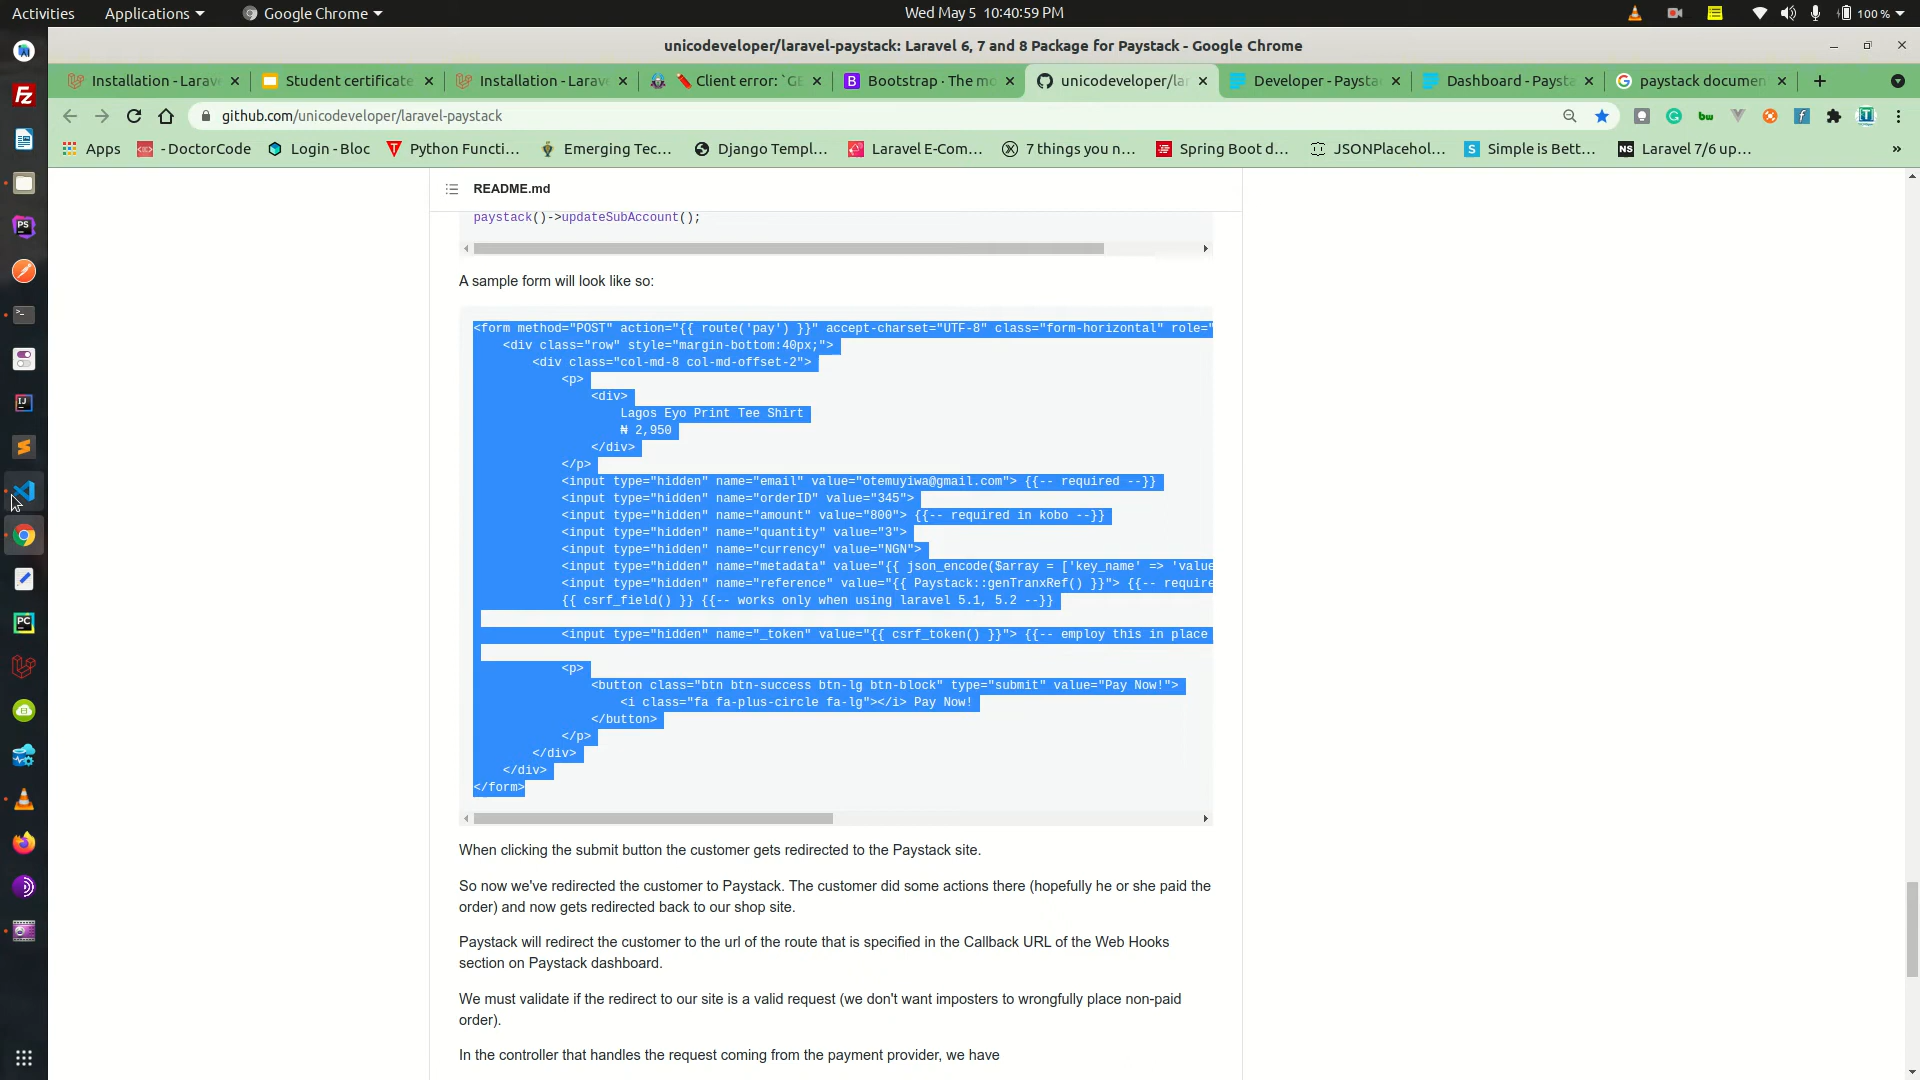 Activities Applications Google Chrome Wed May 5 10:40:59 PM 100 %
unicodeveloper/laravel-paystack: Laravel 6, 7 and 8 Package for Paystack - Google Chrome
Installation - Larav Student certificate Installation - Larav Client error: `GE Bootstrap · The mo unicodeveloper/la Developer - Paysta Dashboard - Paysta paystack documen
github.com/unicodeveloper/laravel-paystack
Apps - DoctorCode Login - Bloc Python Functi... Emerging Tec... Django Templ... Laravel E-Com... 7 things you n... Spring Boot d... JSONPlacehol... Simple is Bett... Laravel 7/6 up... »
README.md
paystack()->updateSubAccount();
A sample form will look like so:
<form method="POST" action="{{ route('pay') }}" accept-charset="UTF-8" class="form-horizontal" role="
<div class="row" style="margin-bottom:40px;">
<div class="col-md-8 col-md-offset-2">
<p>
<div>
Lagos Eyo Print Tee Shirt
₦ 2,950
</div>
</p>
<input type="hidden" name="email" value="otemuyiwa@gmail.com"> {{-- required --}}
<input type="hidden" name="orderID" value="345">
<input type="hidden" name="amount" value="800"> {{-- required in kobo --}}
<input type="hidden" name="quantity" value="3">
<input type="hidden" name="currency" value="NGN">
<input type="hidden" name="metadata" value="{{ json_encode($array = ['key_name' => 'value
<input type="hidden" name="reference" value="{{ Paystack::genTranxRef() }}"> {{-- require
{{ csrf_field() }} {{-- works only when using laravel 5.1, 5.2 --}}
<input type="hidden" name="_token" value="{{ csrf_token() }}"> {{-- employ this in place
<p>
<button class="btn btn-success btn-lg btn-block" type="submit" value="Pay Now!">
<i class="fa fa-plus-circle fa-lg"></i> Pay Now!
</button>
</p>
</div>
</div>
</form>
When clicking the submit button the customer gets redirected to the Paystack site.
So now we've redirected the customer to Paystack. The customer did some actions there (hopefully he or she paid the
order) and now gets redirected back to our shop site.
Paystack will redirect the customer to the url of the route that is specified in the Callback URL of the Web Hooks
section on Paystack dashboard.
We must validate if the redirect to our site is a valid request (we don't want imposters to wrongfully place non-paid
order).
In the controller that handles the request coming from the payment provider, we have